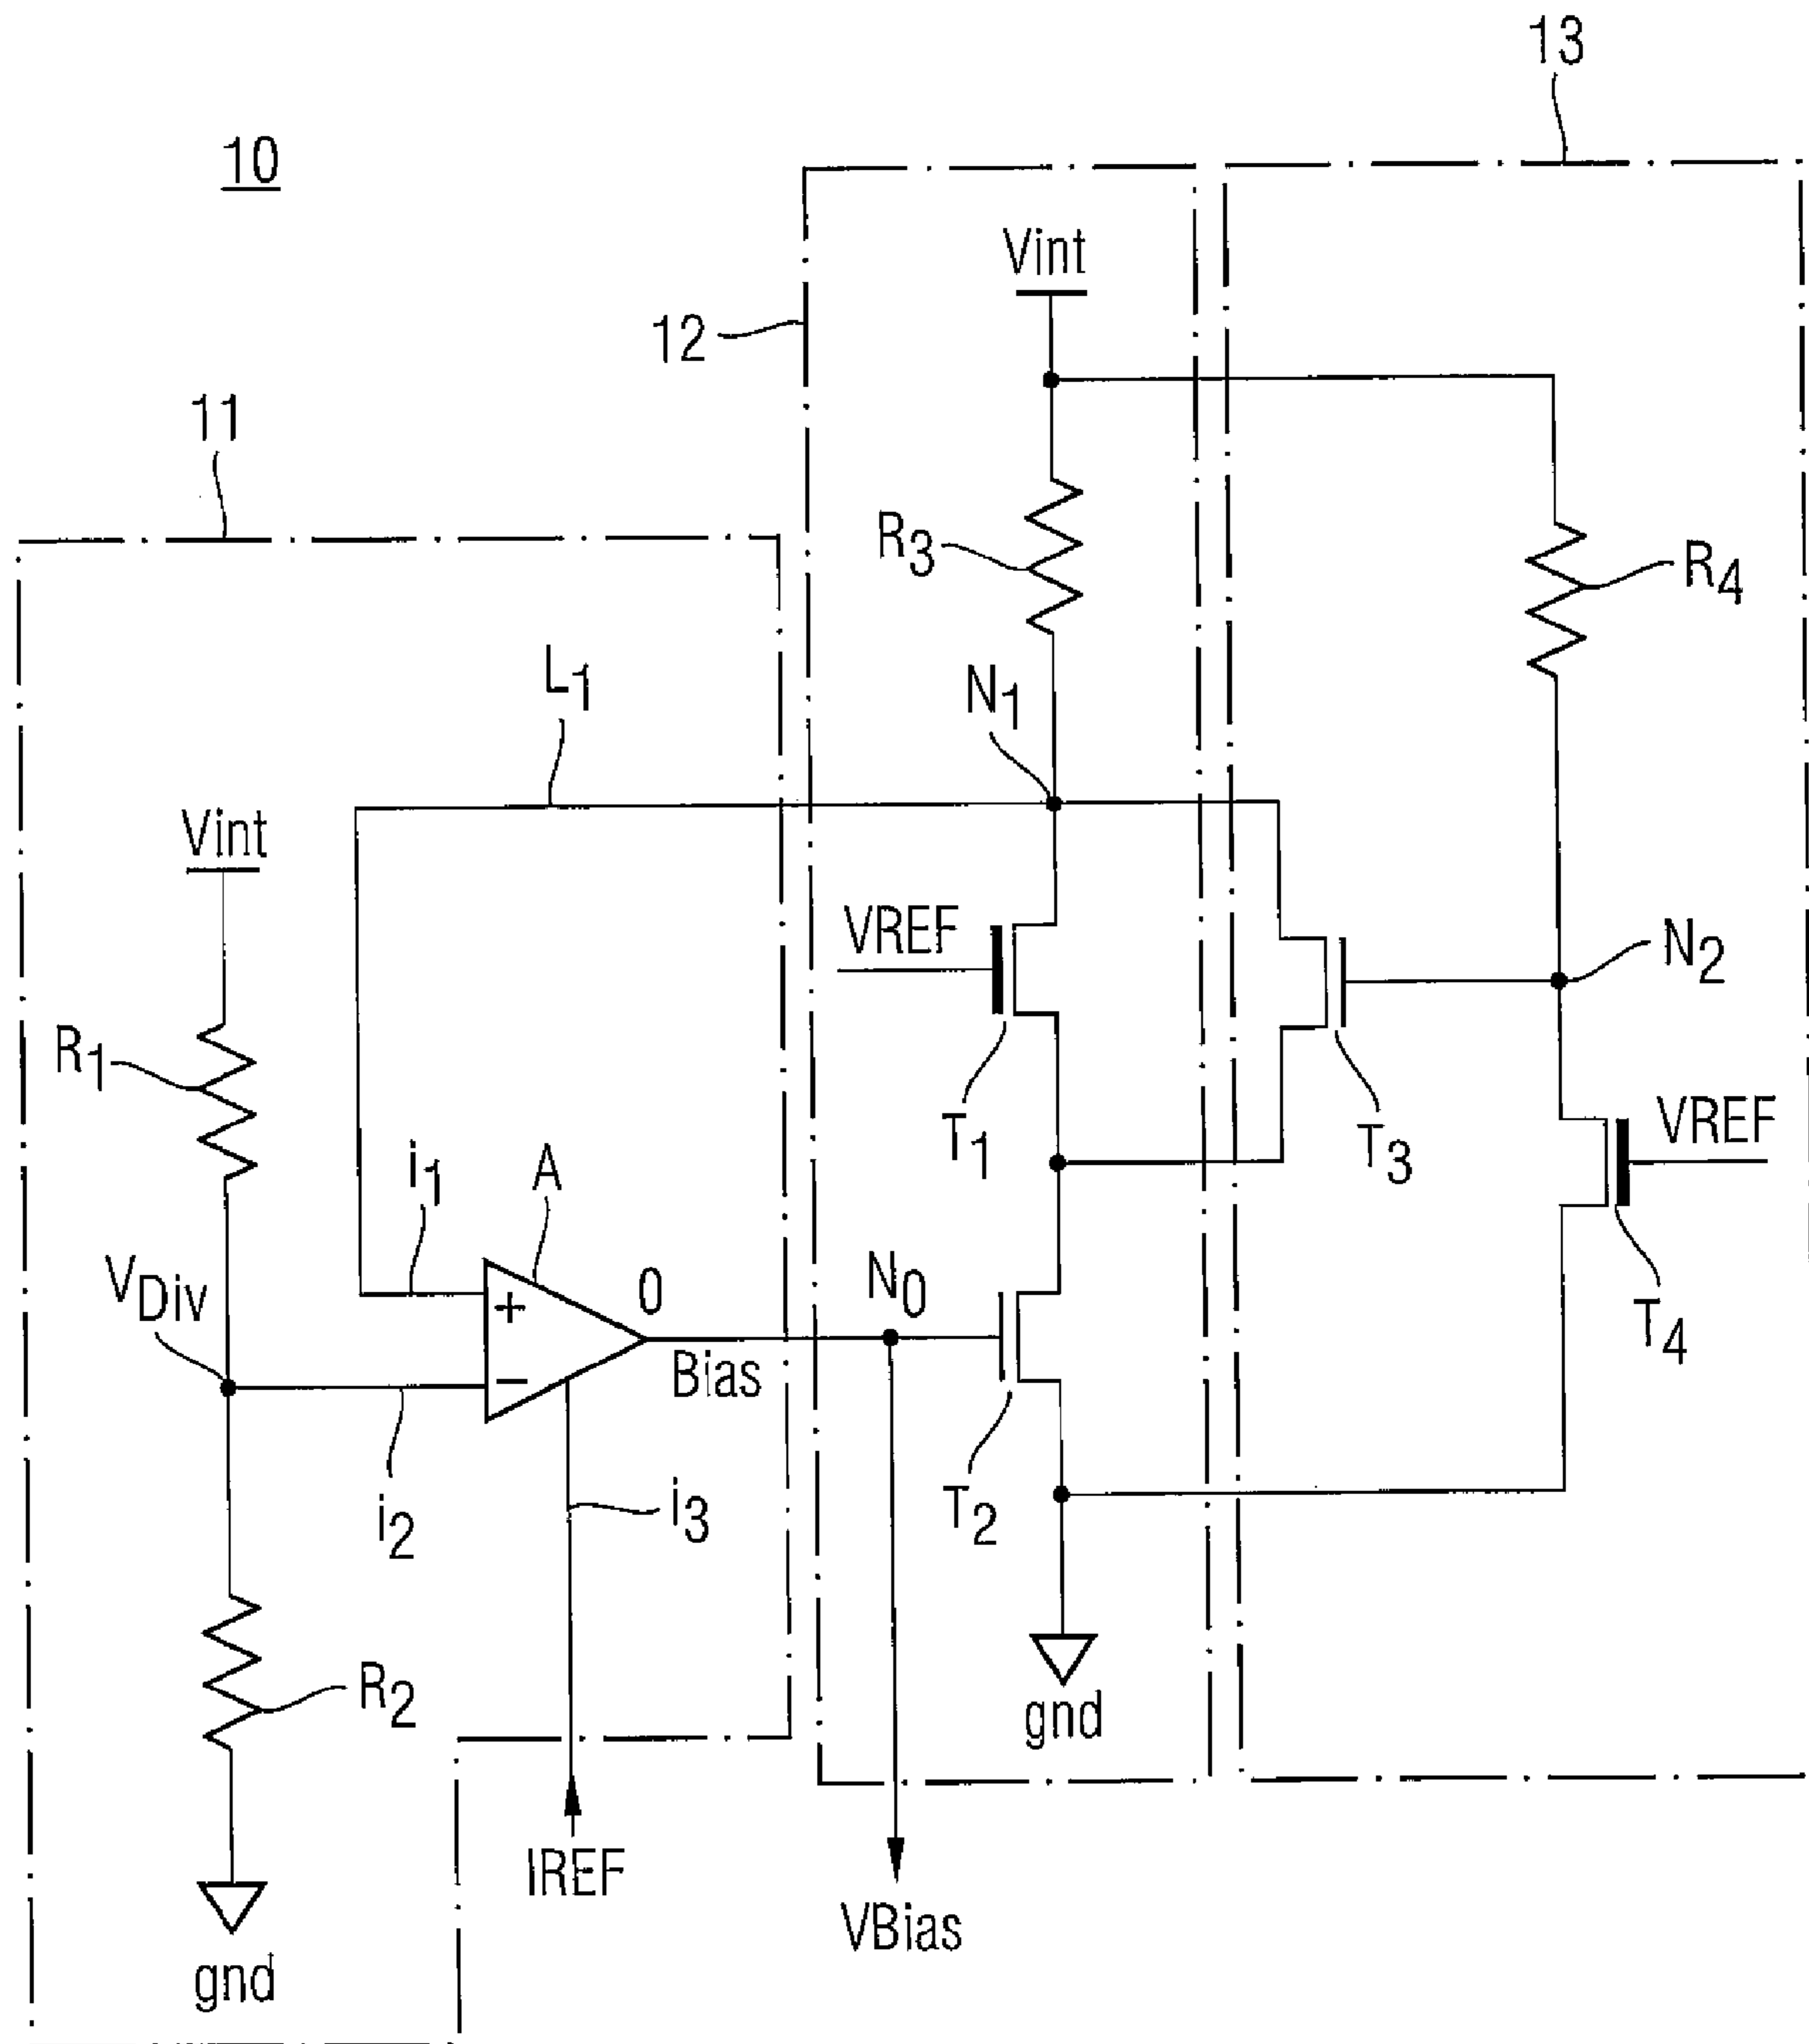 13
10
Vint
12
11
R3
R4
L1
N1
Vint
VREF
N2
R1
T1
T3
VREF
i1
A
VDiv
+
O
N0
T4
Bias
−
i2
i3
T2
R2
gnd
IREF
VBias
gnd